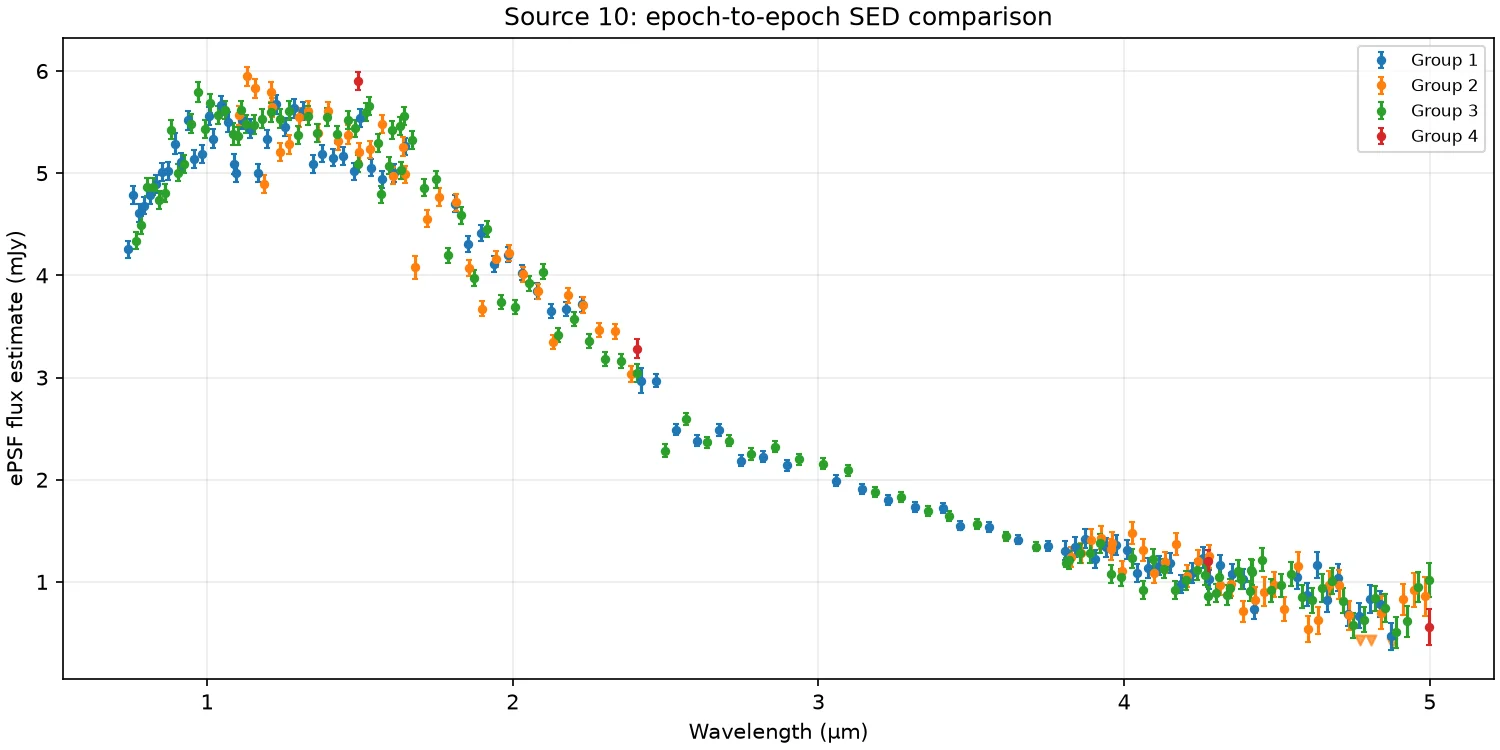 Source 10: epoch-to-epoch SED comparison
ePSF flux estimate (mJy)
6
5
4
3
2
1
Group 1
Group 2
Group 3
Group 4
1 2 3 4 5
Wavelength (μm)